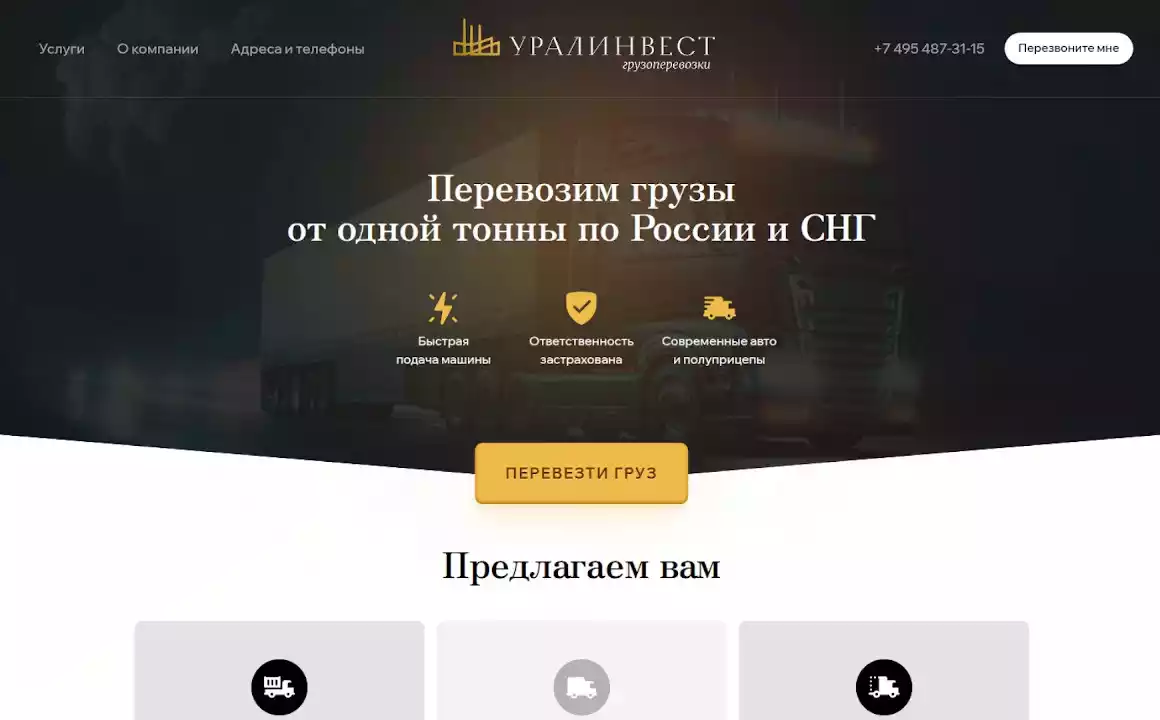 Услуги
О компании
Адреса и телефоны
УРАЛИНВЕСТ
грузоперевозки
+7 495 487-31-15
Перезвоните мне
Перевозим грузы
от одной тонны по России и СНГ
Быстрая
подача машины
Ответственность
застрахована
Современные авто
и полуприцепы
ПЕРЕВЕЗТИ ГРУЗ
Предлагаем вам